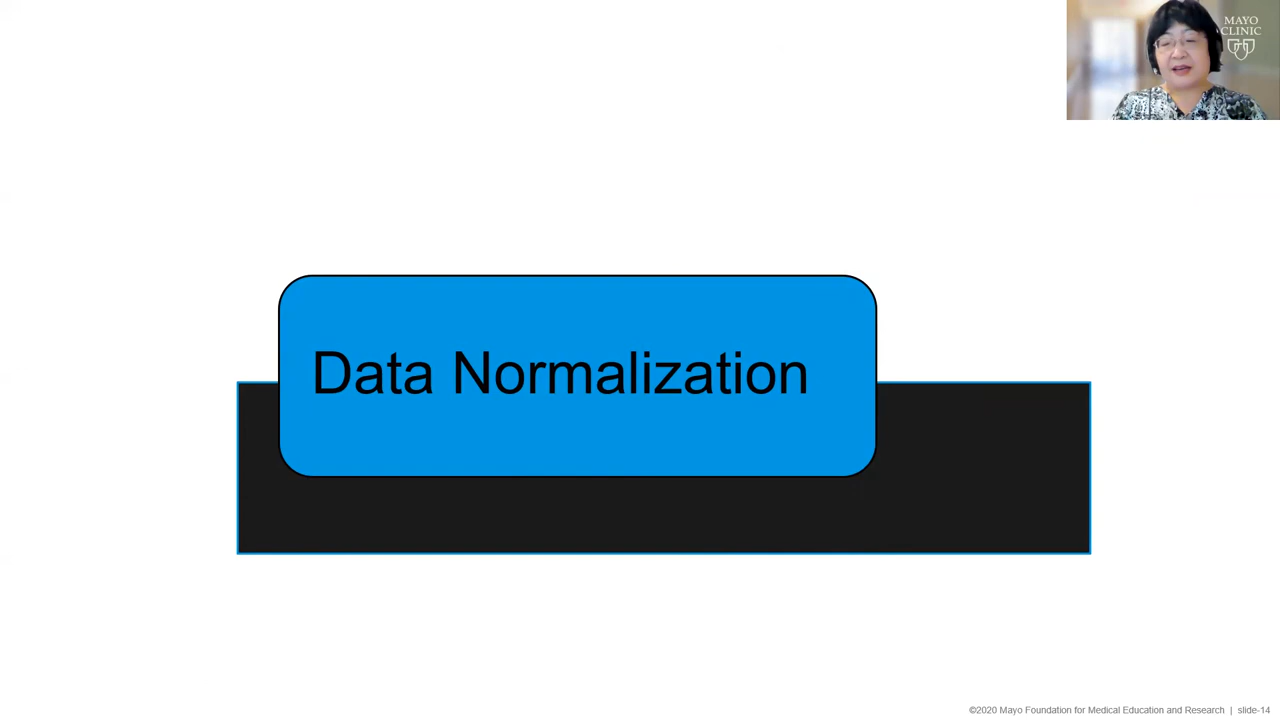 MAYO
CLINIC
Data Normalization
©2020 Mayo Foundation for Medical Education and Research | slide-14